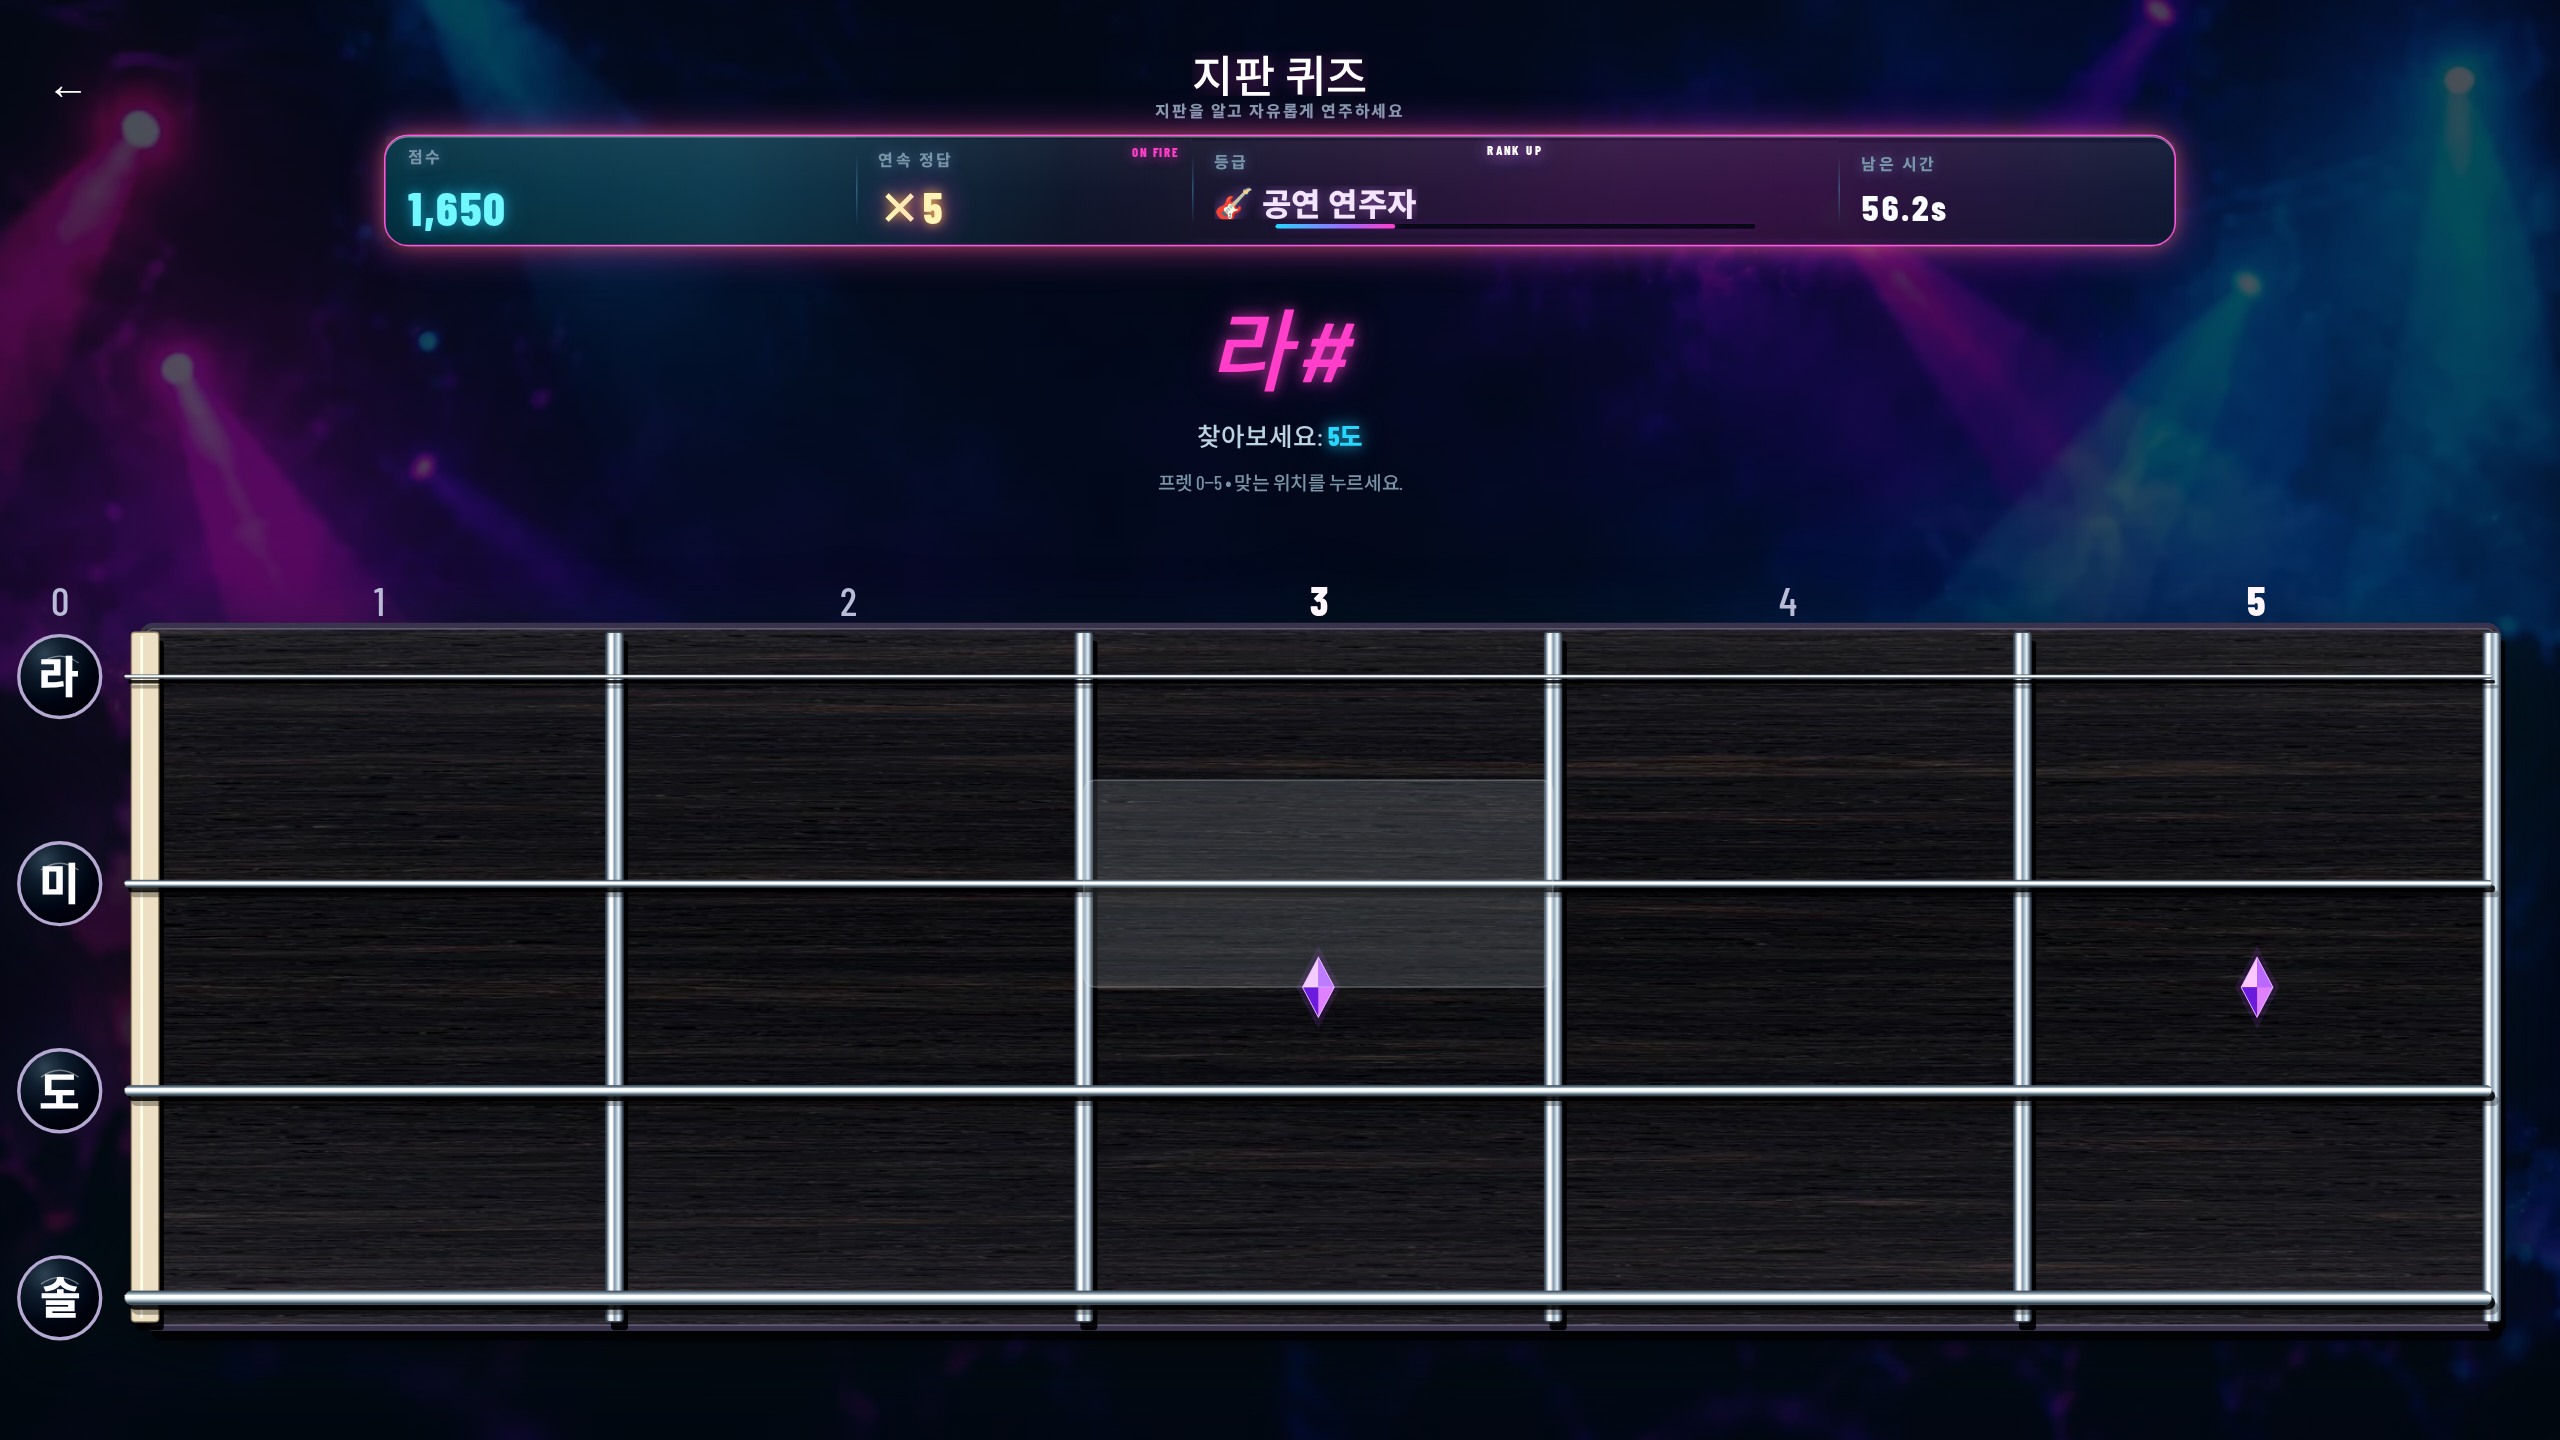 ←
지판 퀴즈
지판을 알고 자유롭게 연주하세요
점수
1,650
연속 정답
×5
ON FIRE
등급
RANK UP
공연 연주자
남은 시간
56.2s
라#
찾아보세요: 5도
프렛 0–5 • 맞는 위치를 누르세요.
0 1 2 3 4 5
라
미
도
솔